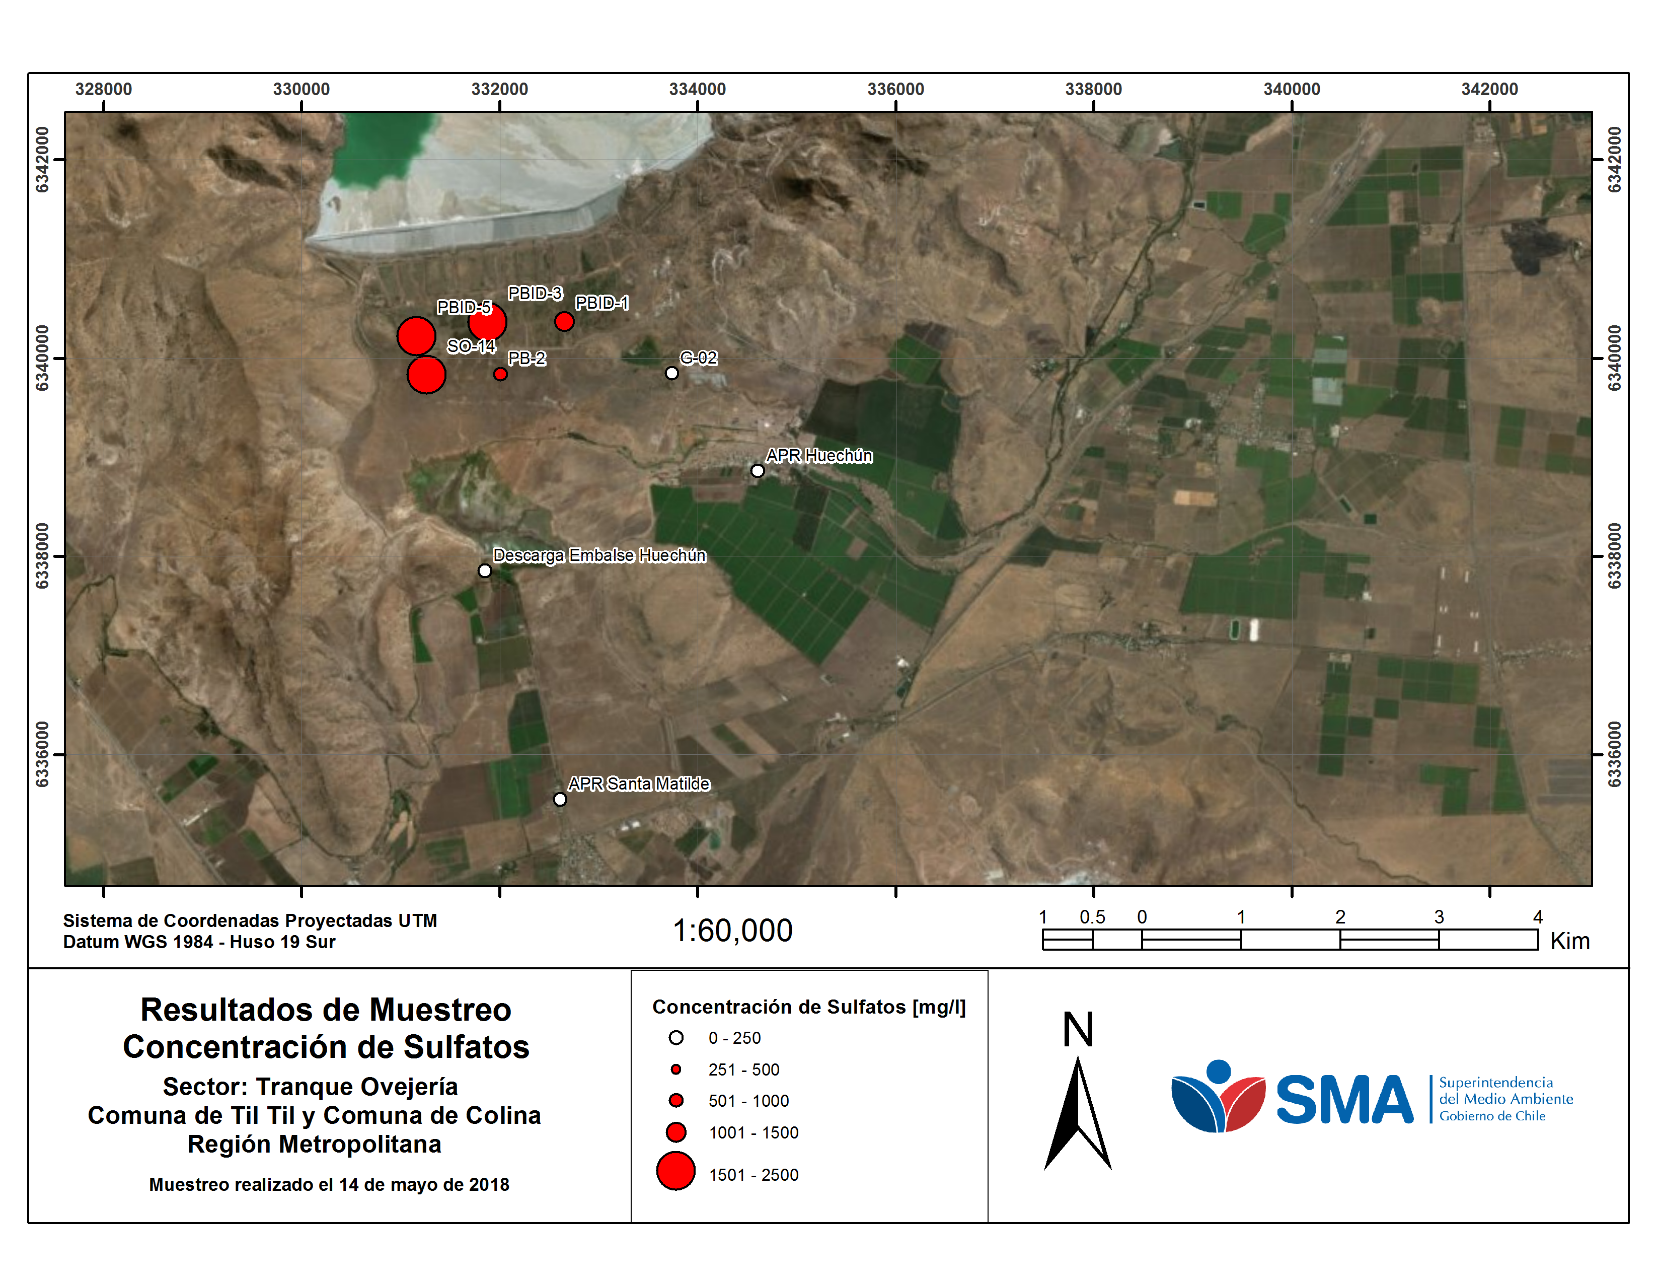 328000 330000 332000 334000 336000 338000 340000 342000
6342000 6342000
PBID-3
PBID-5 PBID-1
SO-14
PB-2 G-02
6340000 6340000
APR Huechún
Descarga Embalse Huechún
6338000 6338000
6336000 6336000
APR Santa Matilde
Sistema de Coordenadas Proyectadas UTM
Datum WGS 1984 - Huso 19 Sur
1:60,000
1 0.5 0 1 2 3 4
Kim
Resultados de Muestreo
Concentración de Sulfatos
Sector: Tranque Ovejería
Comuna de Til Til y Comuna de Colina
Región Metropolitana
Muestreo realizado el 14 de mayo de 2018
Concentración de Sulfatos [mg/l]
0 - 250
251 - 500
501 - 1000
1001 - 1500
1501 - 2500
N
SMA
Superintendencia
del Medio Ambiente
Gobierno de Chile